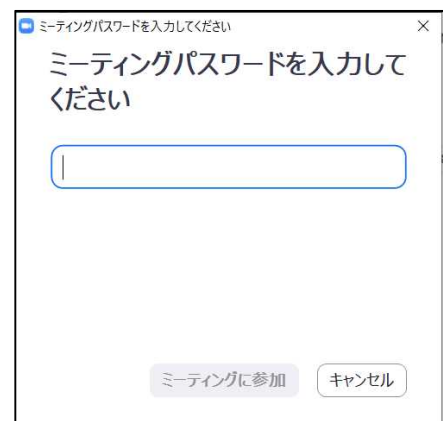 ミーティングパスワードを入力してください
ミーティングパスワードを入力して
ください
ミーティングに参加
キャンセル